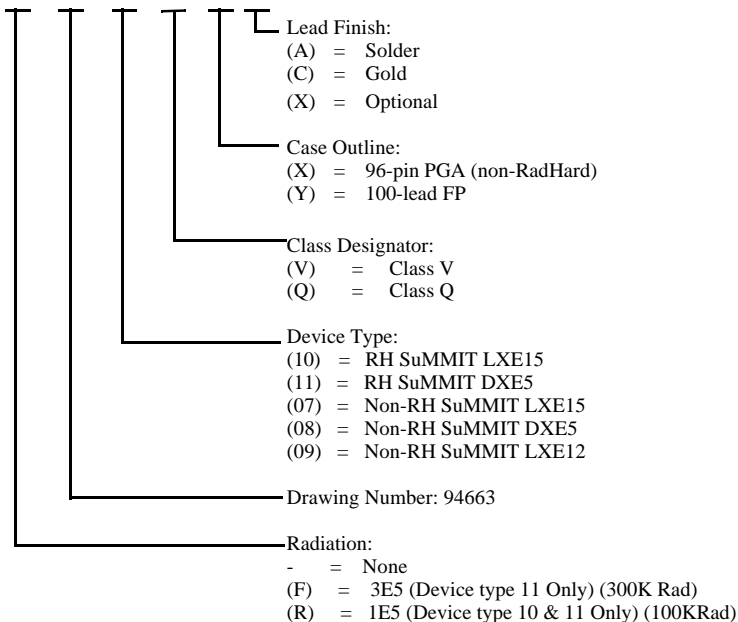 Lead Finish:
(A) = Solder
(C) = Gold
(X) = Optional
Case Outline:
(X) = 96-pin PGA (non-RadHard)
(Y) = 100-lead FP
Class Designator:
(V) = Class V
(Q) = Class Q
Device Type:
(10) = RH SuMMIT LXE15
(11) = RH SuMMIT DXE5
(07) = Non-RH SuMMIT LXE15
(08) = Non-RH SuMMIT DXE5
(09) = Non-RH SuMMIT LXE12
Drawing Number: 94663
Radiation:
- = None
(F) = 3E5 (Device type 11 Only) (300K Rad)
(R) = 1E5 (Device type 10 & 11 Only) (100KRad)